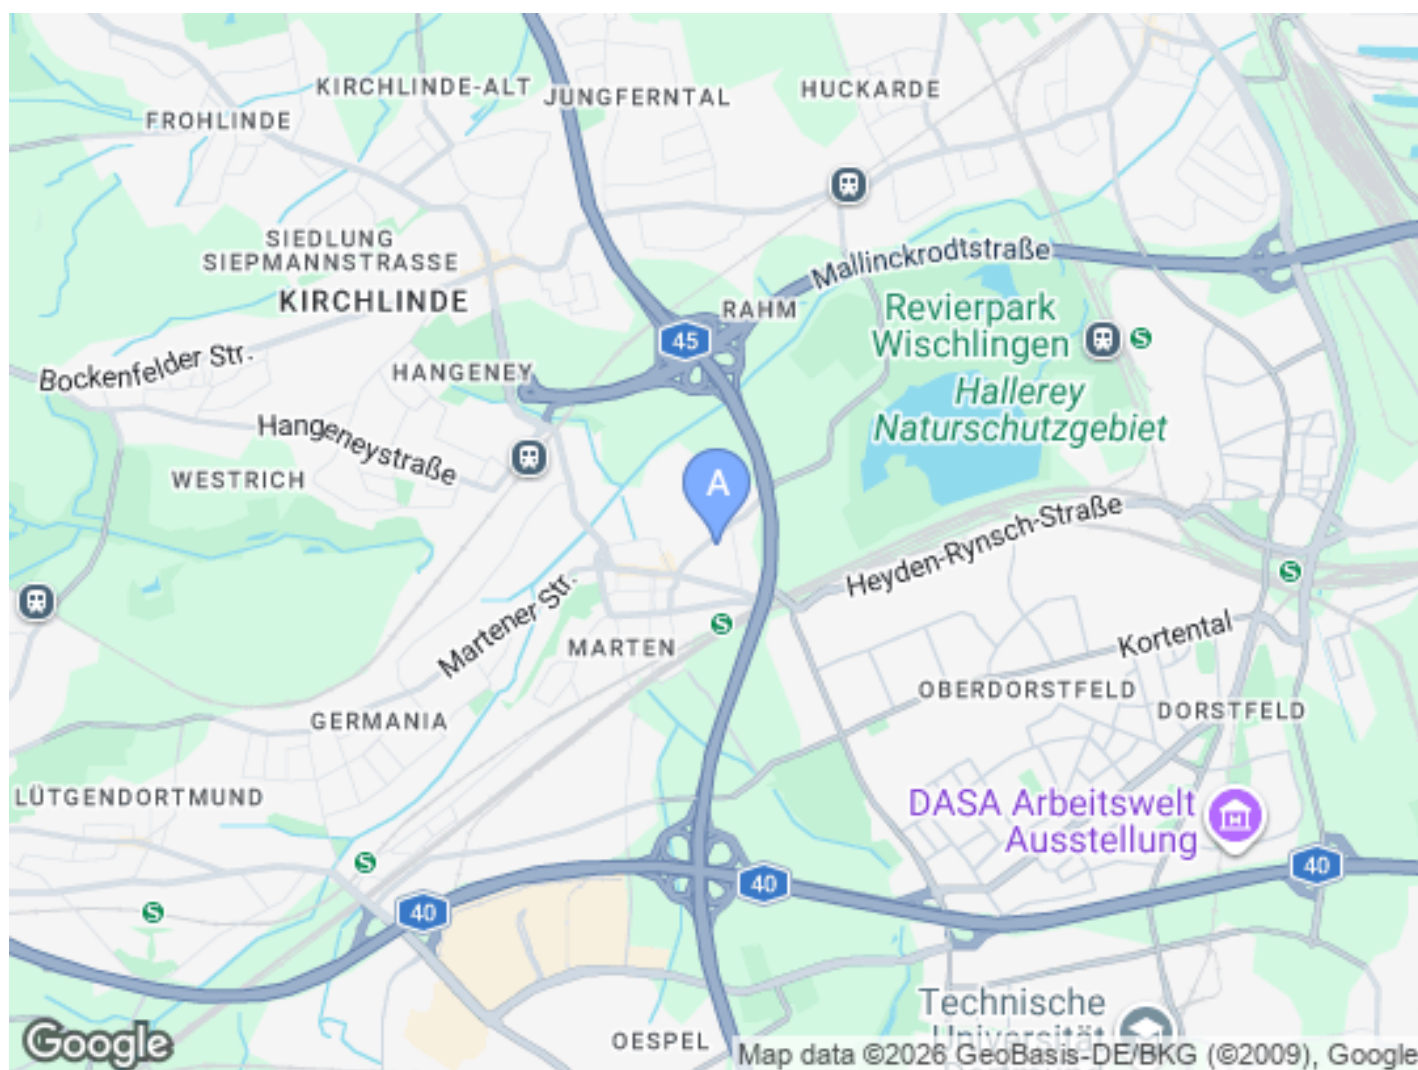 KIRCHLINDE-ALT
JUNGFERNTAL
HUCKARDE
FROHLINDE
SIEDLUNG
SIEPMANNSTRASSE
KIRCHLINDE
Mallinckrodtstraße
RAHM
Revierpark
Wischlingen
S
45
Bockenfelder Str.
HANGENEY
Hallerey
Naturschutzgebiet
Hangeneystraße
WESTRICH
A
Heyden-Rynsch-Straße
S
Martener Str.
S
MARTEN
Kortental
OBERDORSTFELD
DORSTFELD
GERMANIA
LÜTGENDORTMUND
DASA Arbeitswelt
Ausstellung
S
40
40
40
S
Technische
Universität
OESPEL
Google
Map data ©2026 GeoBasis-DE/BKG (©2009), Google